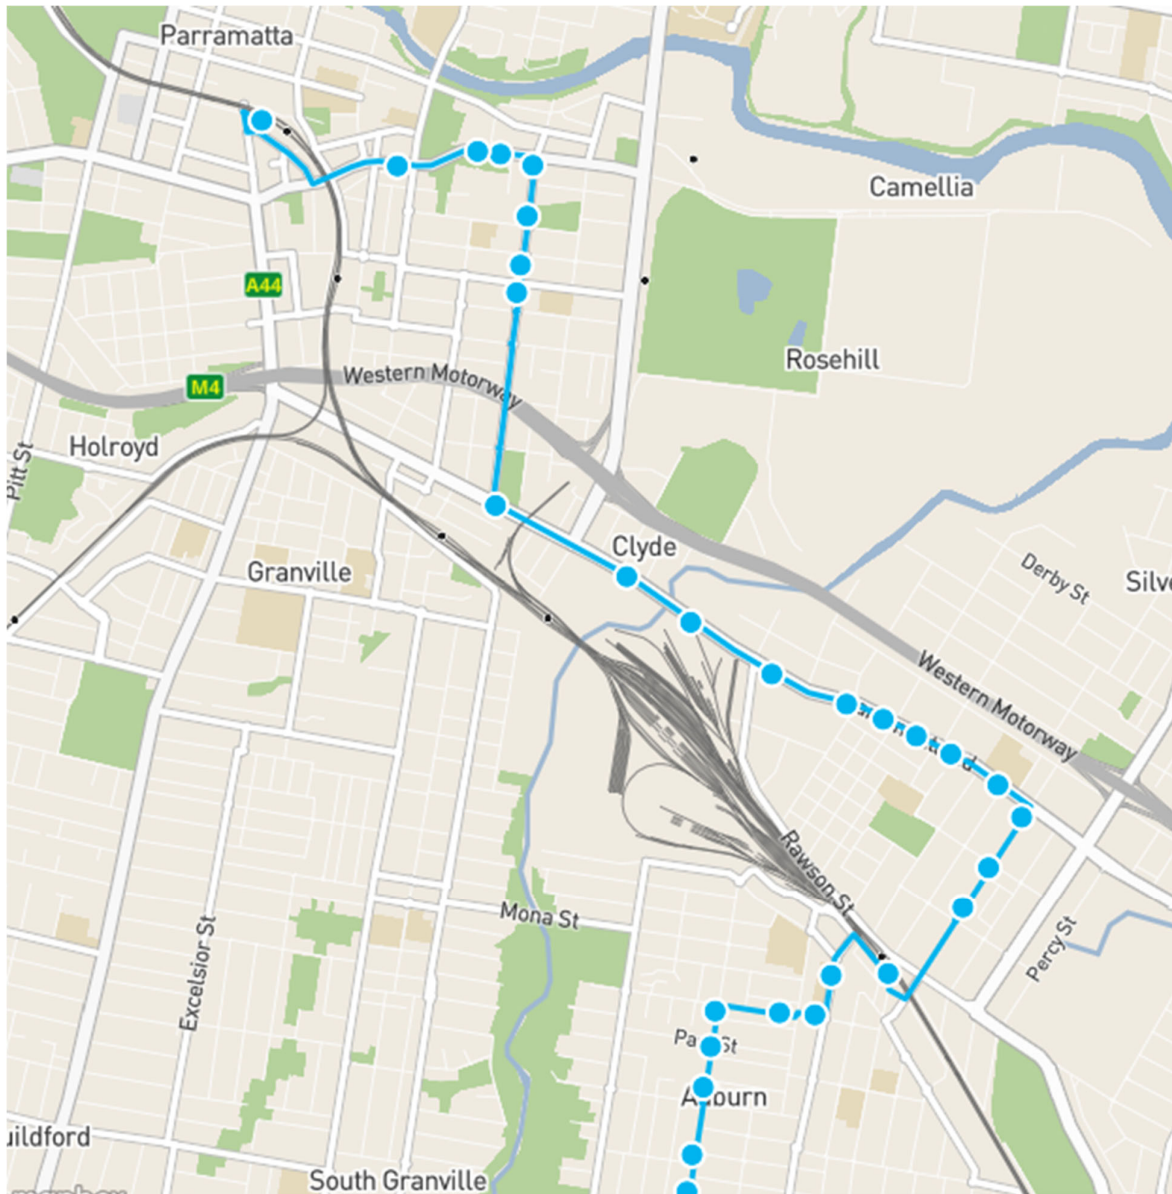 Parramatta
Camellia
A44
Rosehill
Western Motorway
M4
Pitt St
Holroyd
Clyde
Granville
Derby St
Western Motorway
Rawson St
Mona St
Excelsior St
Percy St
Auburn
South Granville